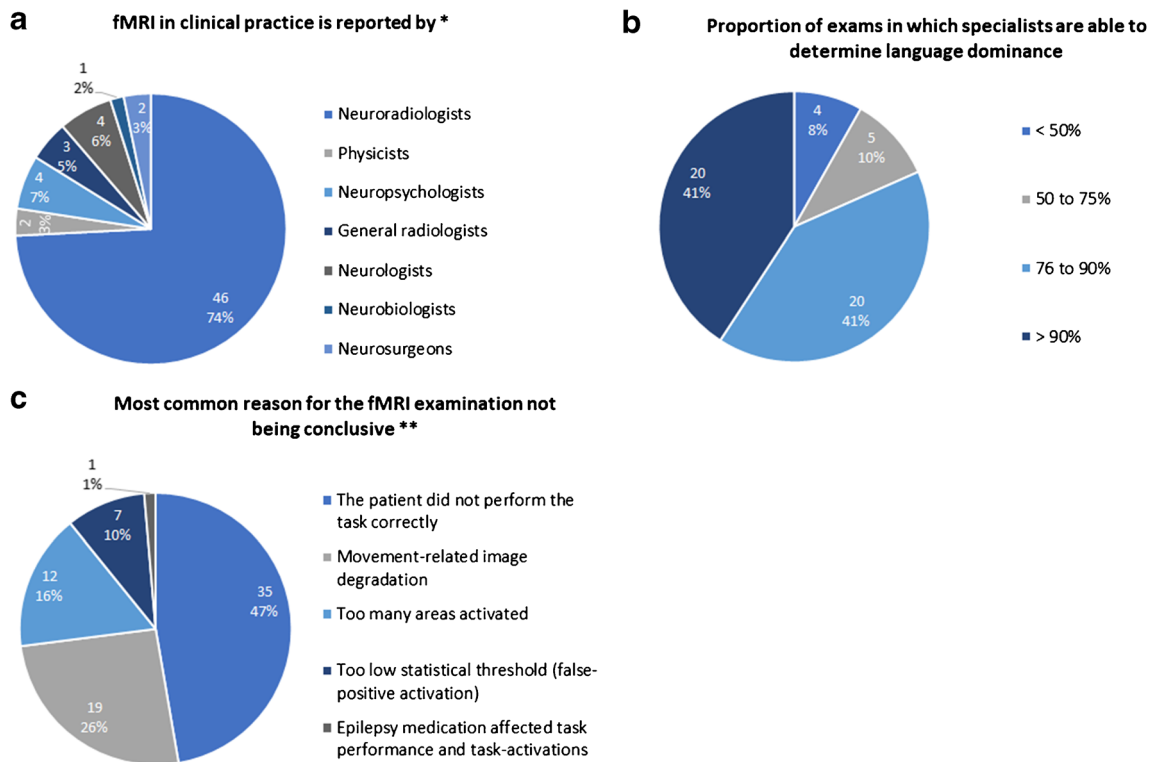 a
fMRI in clinical practice is reported by *
1
2%
2
3%
4
6%
3
5%
4
7%
2
3%
46
74%
Neuroradiologists
Physicists
Neuropsychologists
General radiologists
Neurologists
Neurobiologists
Neurosurgeons
b
Proportion of exams in which specialists are able to
determine language dominance
4
8%
5
10%
20
41%
20
41%
< 50%
50 to 75%
76 to 90%
> 90%
c
Most common reason for the fMRI examination not
being conclusive **
1
1%
7
10%
12
16%
35
47%
19
26%
The patient did not perform the
task correctly
Movement-related image
degradation
Too many areas activated
Too low statistical threshold (false-
positive activation)
Epilepsy medication affected task
performance and task-activations